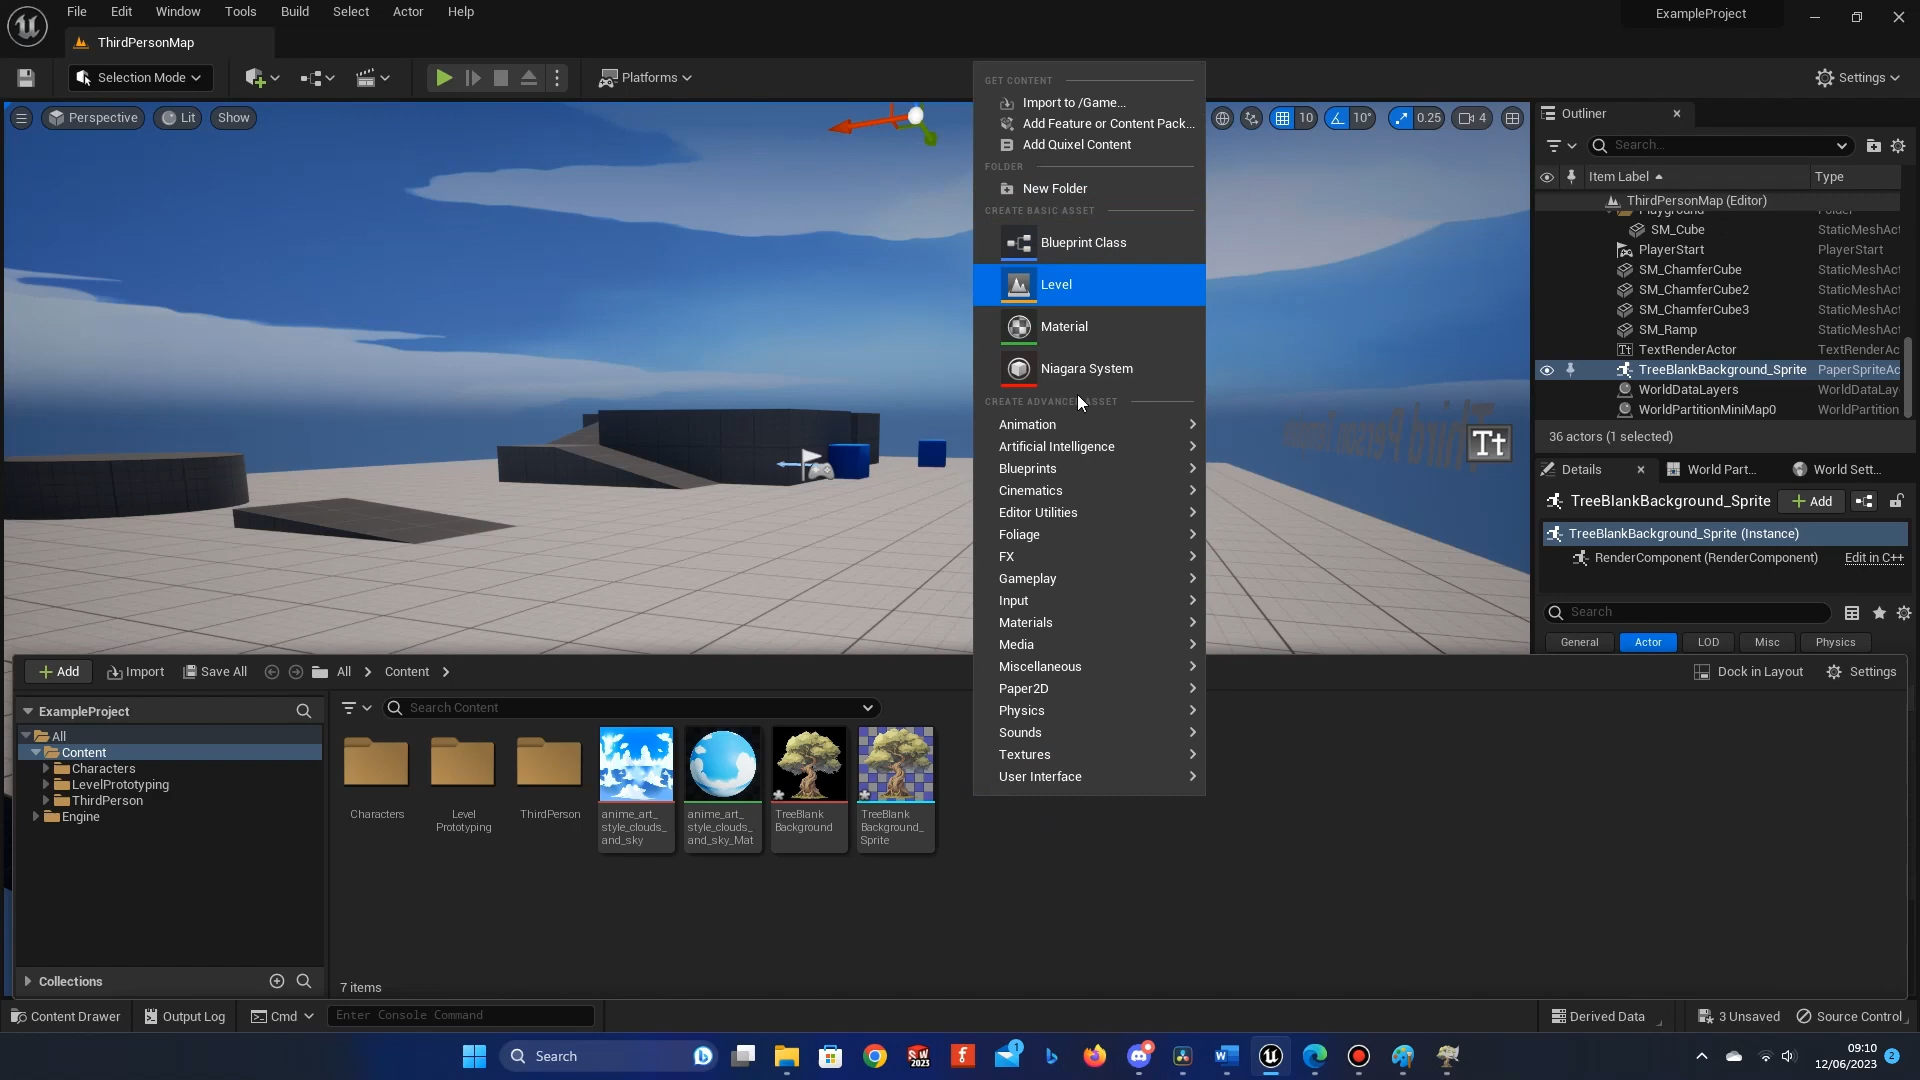 File Edit Window Tools Build Select Actor Help
ExampleProject
ThirdPersonMap
Selection Mode
Platforms
Settings
Perspective
Lit
Show
10
10°
0.25
4
GET CONTENT
Import to /Game...
Add Feature or Content Pack...
Add Quixel Content
FOLDER
New Folder
CREATE BASIC ASSET
Blueprint Class
Level
Material
Niagara System
CREATE ADVANCED ASSET
Animation
Artificial Intelligence
Blueprints
Cinematics
Editor Utilities
Foliage
FX
Gameplay
Input
Materials
Media
Miscellaneous
Paper2D
Physics
Sounds
Textures
User Interface
Tt
Outliner
Search...
Item Label Type
ThirdPersonMap (Editor)
Playground Folder
SM_Cube StaticMeshAct
PlayerStart PlayerStart
SM_ChamferCube StaticMeshAct
SM_ChamferCube2 StaticMeshAct
SM_ChamferCube3 StaticMeshAct
SM_Ramp StaticMeshAct
TextRenderActor TextRenderAc
TreeBlankBackground_Sprite PaperSpriteAc
WorldDataLayers WorldDataLay
WorldPartitionMiniMap0 WorldPartition
36 actors (1 selected)
Details World Part... World Sett...
TreeBlankBackground_Sprite Add
TreeBlankBackground_Sprite (Instance)
RenderComponent (RenderComponent) Edit in C++
Search
General Actor LOD Misc Physics
Add Import Save All All Content
Dock in Layout Settings
ExampleProject
All
Content
Characters
LevelPrototyping
ThirdPerson
Engine
Collections
Search Content
Characters
Level
Prototyping
ThirdPerson
anime_art_
style_clouds_
and_sky
anime_art_
style_clouds_
and_sky_Mat
TreeBlank
Background
TreeBlank
Background_
Sprite
7 items
Content Drawer Output Log Cmd Enter Console Command
Derived Data 3 Unsaved Source Control
Search
2023
1
09:10
12/06/2023
2